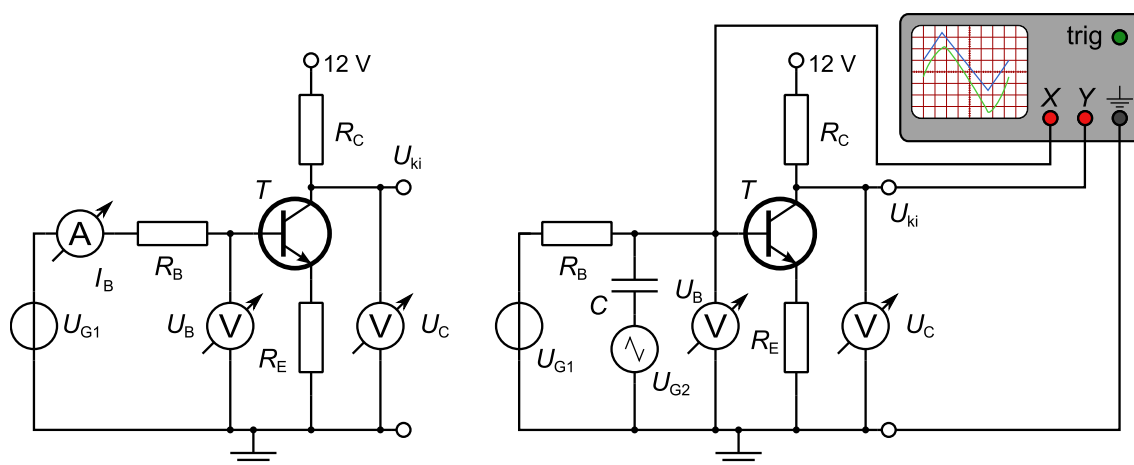 12 V
R_C
U_ki
T
A
R_B
I_B
U_G1
U_B
V
R_E
V
U_C
12 V
R_C
T
U_ki
R_B
C
U_B
V
R_E
V
U_C
U_G1
U_G2
trig
X
Y